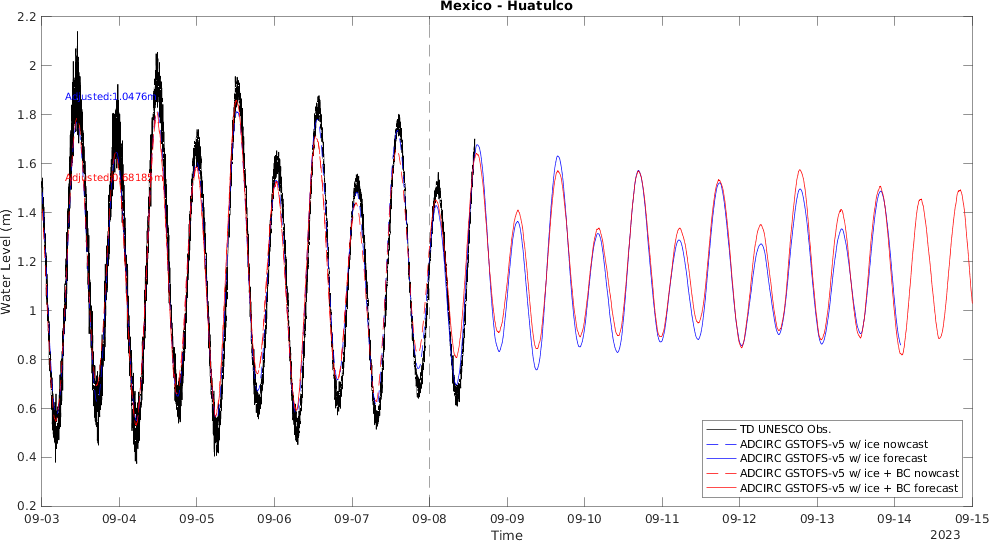 Mexico - Huatulco
2.2
2
1.8
1.6
1.4
1.2
1
0.8
0.6
0.4
0.2
Water Level (m)
Adjusted:1.0476m
Adjusted:0.68185m
TD UNESCO Obs.
ADCIRC GSTOFS-v5 w/ ice nowcast
ADCIRC GSTOFS-v5 w/ ice forecast
ADCIRC GSTOFS-v5 w/ ice + BC nowcast
ADCIRC GSTOFS-v5 w/ ice + BC forecast
09-03 09-04 09-05 09-06 09-07 09-08 09-09 09-10 09-11 09-12 09-13 09-14 09-15
Time
2023